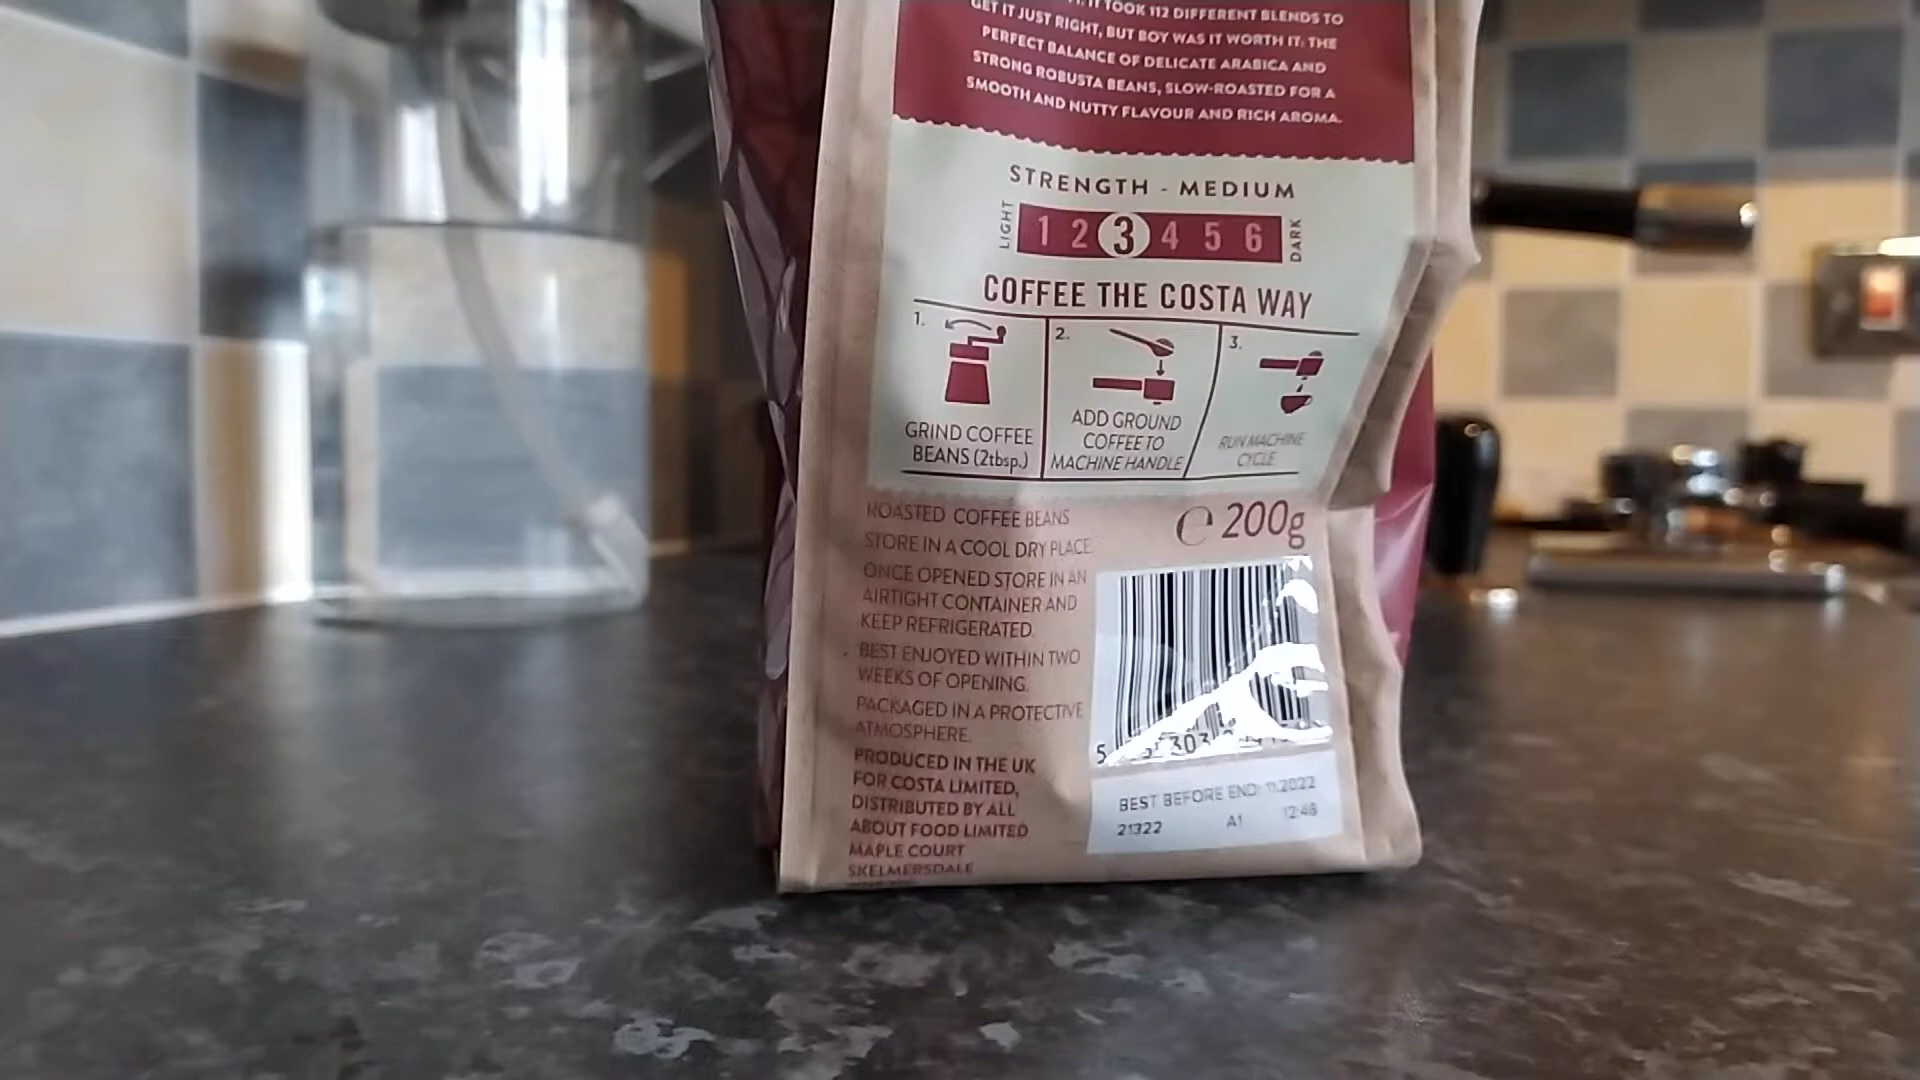 IT TOOK 112 DIFFERENT BLENDS TO
GET IT JUST RIGHT, BUT BOY WAS IT WORTH IT: THE
PERFECT BALANCE OF DELICATE ARABICA AND
STRONG ROBUSTA BEANS, SLOW-ROASTED FOR A
SMOOTH AND NUTTY FLAVOUR AND RICH AROMA.
STRENGTH - MEDIUM
LIGHT 1 2 3 4 5 6 DARK
COFFEE THE COSTA WAY
1.
GRIND COFFEE
BEANS (2tbsp.)
2.
ADD GROUND
COFFEE TO
MACHINE HANDLE
3.
RUN MACHINE
CYCLE
ROASTED COFFEE BEANS
STORE IN A COOL DRY PLACE
ONCE OPENED STORE IN AN
AIRTIGHT CONTAINER AND
KEEP REFRIGERATED.
BEST ENJOYED WITHIN TWO
WEEKS OF OPENING.
PACKAGED IN A PROTECTIVE
ATMOSPHERE.
PRODUCED IN THE UK
FOR COSTA LIMITED,
DISTRIBUTED BY ALL
ABOUT FOOD LIMITED
MAPLE COURT
SKELMERSDALE
℮ 200g
BEST BEFORE END: 11.2022
21322 A1 12:48